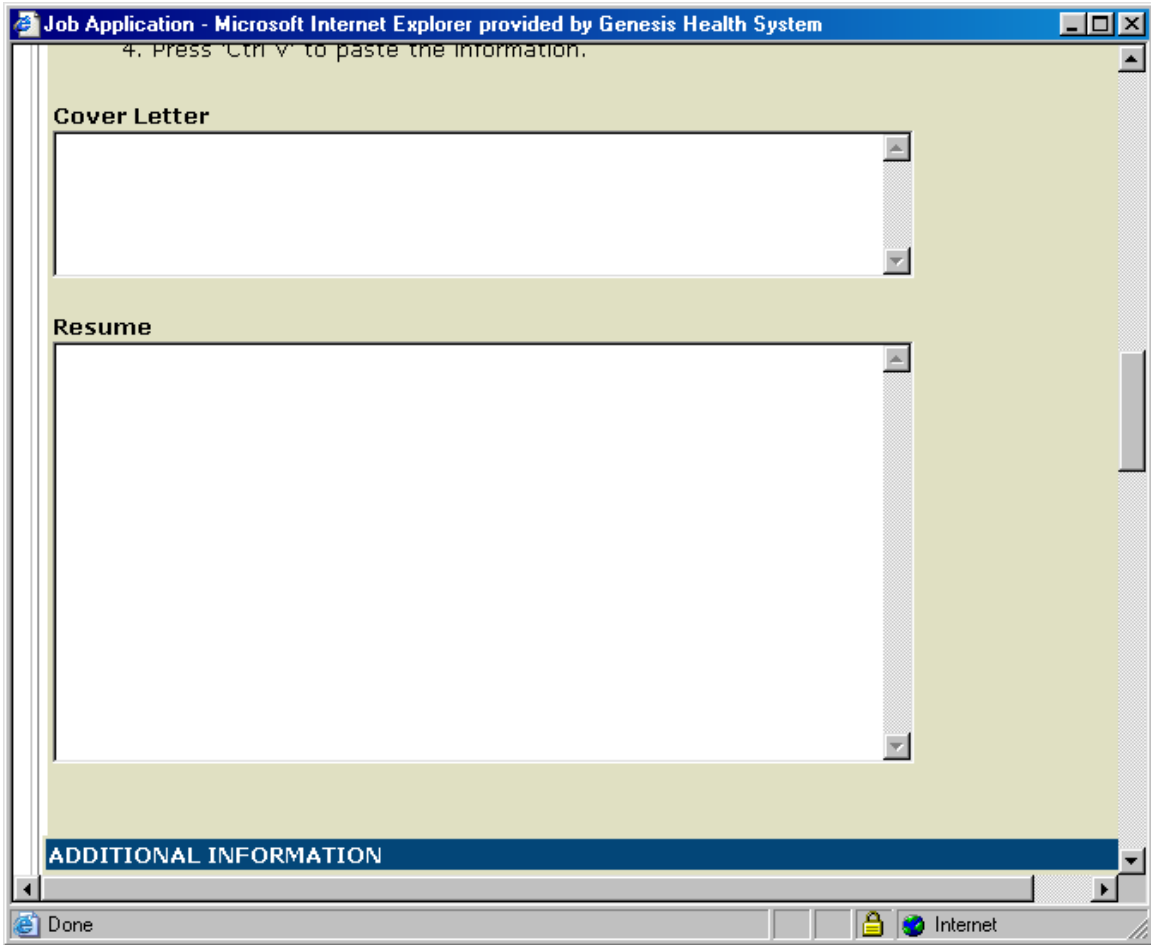 Job Application - Microsoft Internet Explorer provided by Genesis Health System
4. Press 'Ctrl V' to paste the information.
Cover Letter
Resume
ADDITIONAL INFORMATION
Done
Internet